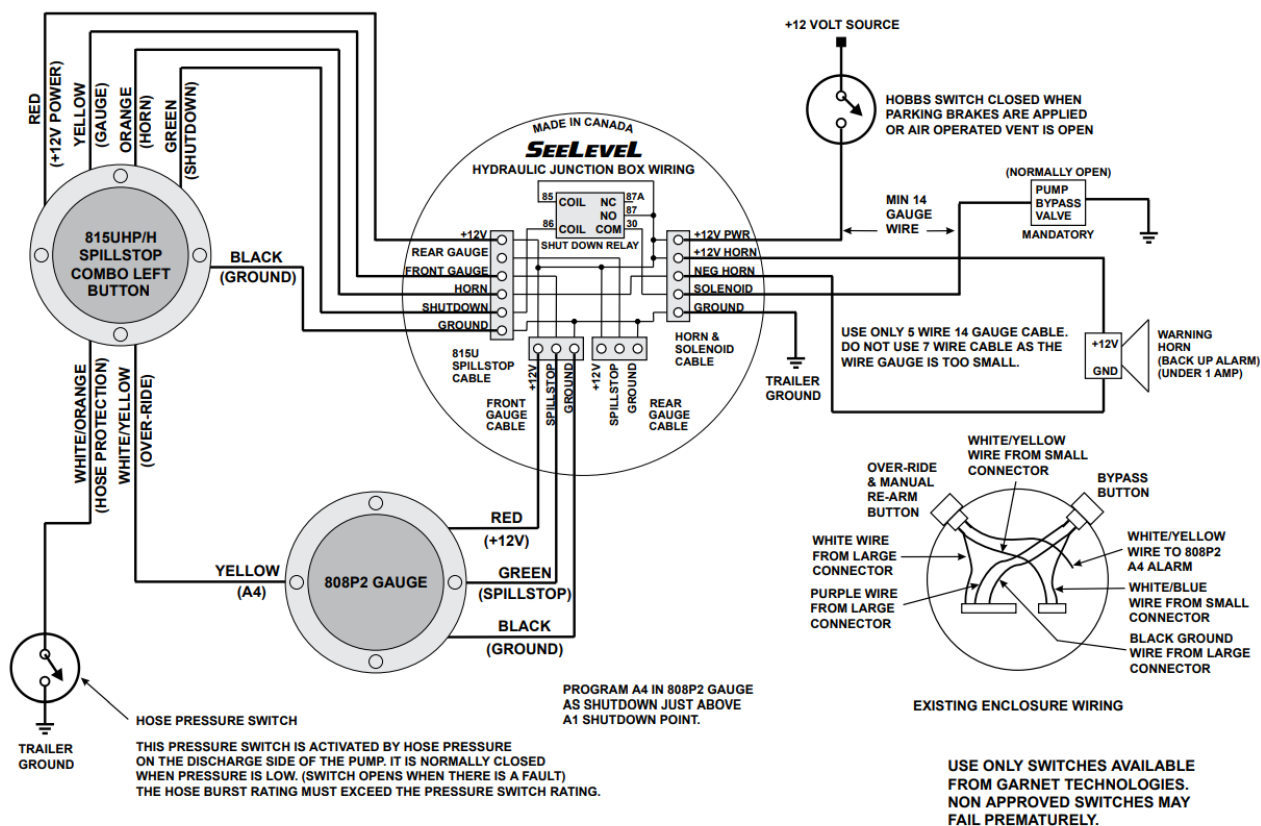 RED
(+12V POWER)
YELLOW
(GAUGE)
ORANGE
(HORN)
GREEN
(SHUTDOWN)
815UHP/H
SPILLSTOP
COMBO LEFT
BUTTON
BLACK
(GROUND)
WHITE/ORANGE
(HOSE PROTECTION)
WHITE/YELLOW
(OVER-RIDE)
MADE IN CANADA
SEELEVEL
HYDRAULIC JUNCTION BOX WIRING
85
COIL
NC
87A
NO
87
86
COIL
COM
30
SHUT DOWN RELAY
+12V
REAR GAUGE
FRONT GAUGE
HORN
SHUTDOWN
GROUND
815U
SPILLSTOP
CABLE
+12V PWR
+12V HORN
NEG HORN
SOLENOID
GROUND
HORN &
SOLENOID
CABLE
+12V
SPILLSTOP
GROUND
FRONT
GAUGE
CABLE
+12V
SPILLSTOP
GROUND
REAR
GAUGE
CABLE
+12 VOLT SOURCE
HOBBS SWITCH CLOSED WHEN
PARKING BRAKES ARE APPLIED
OR AIR OPERATED VENT IS OPEN
MIN 14
GAUGE
WIRE
(NORMALLY OPEN)
PUMP
BYPASS
VALVE
MANDATORY
TRAILER
GROUND
USE ONLY 5 WIRE 14 GAUGE CABLE.
DO NOT USE 7 WIRE CABLE AS THE
WIRE GAUGE IS TOO SMALL.
+12V
GND
WARNING
HORN
(BACK UP ALARM)
(UNDER 1 AMP)
808P2 GAUGE
YELLOW
(A4)
RED
(+12V)
GREEN
(SPILLSTOP)
BLACK
(GROUND)
PROGRAM A4 IN 808P2 GAUGE
AS SHUTDOWN JUST ABOVE
A1 SHUTDOWN POINT.
TRAILER
GROUND
HOSE PRESSURE SWITCH
THIS PRESSURE SWITCH IS ACTIVATED BY HOSE PRESSURE
ON THE DISCHARGE SIDE OF THE PUMP. IT IS NORMALLY CLOSED
WHEN PRESSURE IS LOW. (SWITCH OPENS WHEN THERE IS A FAULT)
THE HOSE BURST RATING MUST EXCEED THE PRESSURE SWITCH RATING.
WHITE/YELLOW
WIRE FROM SMALL
CONNECTOR
OVER-RIDE
& MANUAL
RE-ARM
BUTTON
BYPASS
BUTTON
WHITE WIRE
FROM LARGE
CONNECTOR
PURPLE WIRE
FROM LARGE
CONNECTOR
WHITE/YELLOW
WIRE TO 808P2
A4 ALARM
WHITE/BLUE
WIRE FROM SMALL
CONNECTOR
BLACK GROUND
WIRE FROM LARGE
CONNECTOR
EXISTING ENCLOSURE WIRING
USE ONLY SWITCHES AVAILABLE
FROM GARNET TECHNOLOGIES.
NON APPROVED SWITCHES MAY
FAIL PREMATURELY.